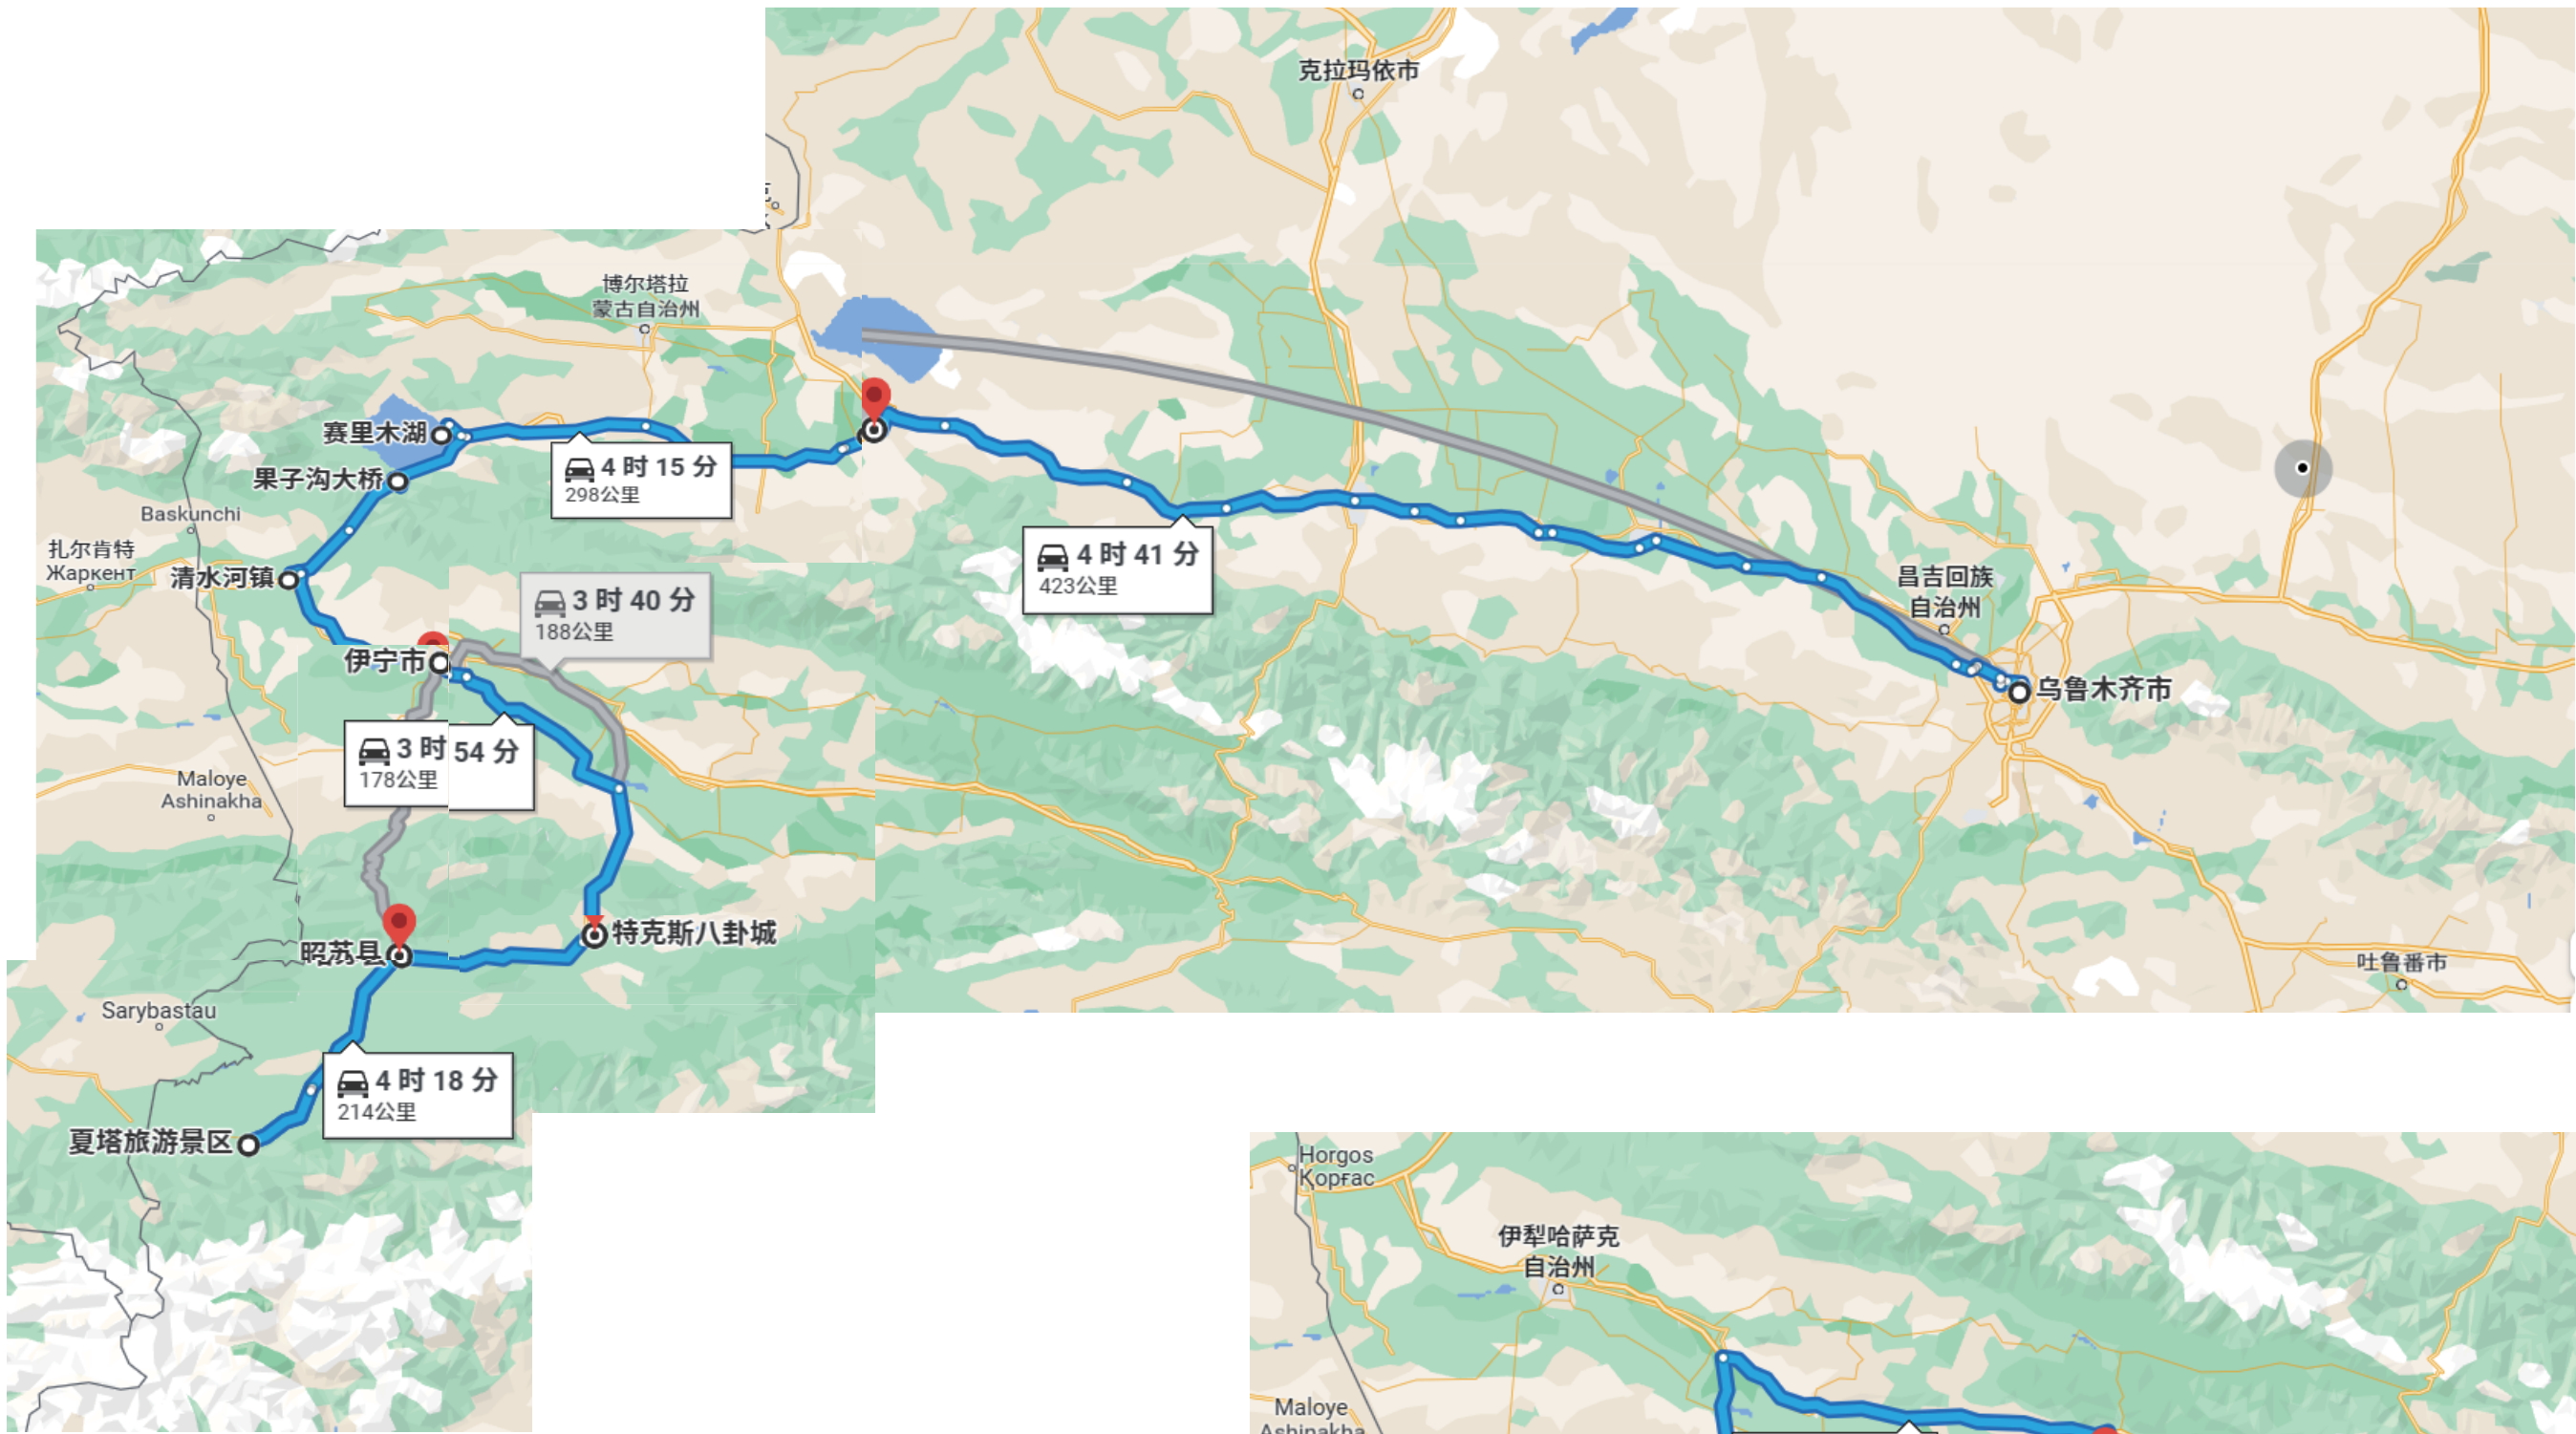 克拉玛依市
博尔塔拉
蒙古自治州
赛里木湖
4 时 15 分
298公里
果子沟大桥
Baskunchi
扎尔肯特
Жаркент
清水河镇
4 时 41 分
423公里
昌吉回族
自治州
3 时 40 分
188公里
伊宁市
乌鲁木齐市
3 时 54 分
178公里
Maloye
Ashinakha
特克斯八卦城
昭苏县
吐鲁番市
Sarybastau
4 时 18 分
214公里
夏塔旅游景区
Horgos
Қорғас
伊犁哈萨克
自治州
Maloye
Ashinakha